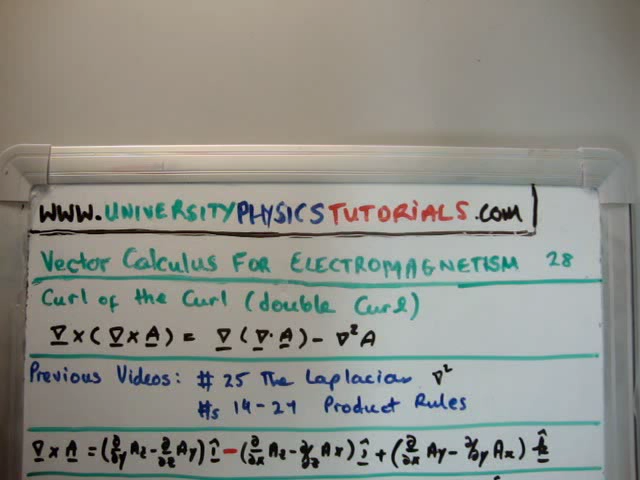 WWW.UNIVERSITYPHYSICSTUTORIALS.COM
Vector Calculus FOR ELECTROMAGNETISM 28
Curl of the Curl (double Curl)
∇ × (∇ × A) = ∇ (∇ · A) - ∇² A
Previous Videos: # 25 The Laplacian ∇²
#s 14-24 Product Rules
∇ × A = (∂/∂y Az - ∂/∂z Ay) î - (∂/∂x Az - ∂/∂z Ax) ĵ + (∂/∂x Ay - ∂/∂y Ax) k̂